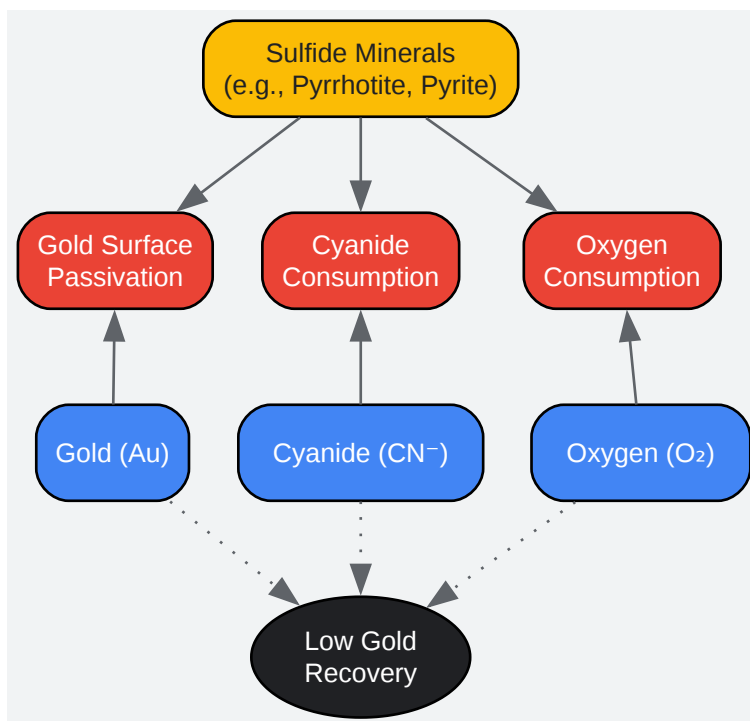 Sulfide Minerals
(e.g., Pyrrhotite, Pyrite)
Gold Surface
Passivation
Cyanide
Consumption
Oxygen
Consumption
Gold (Au)
Cyanide (CN⁻)
Oxygen (O₂)
Low Gold
Recovery